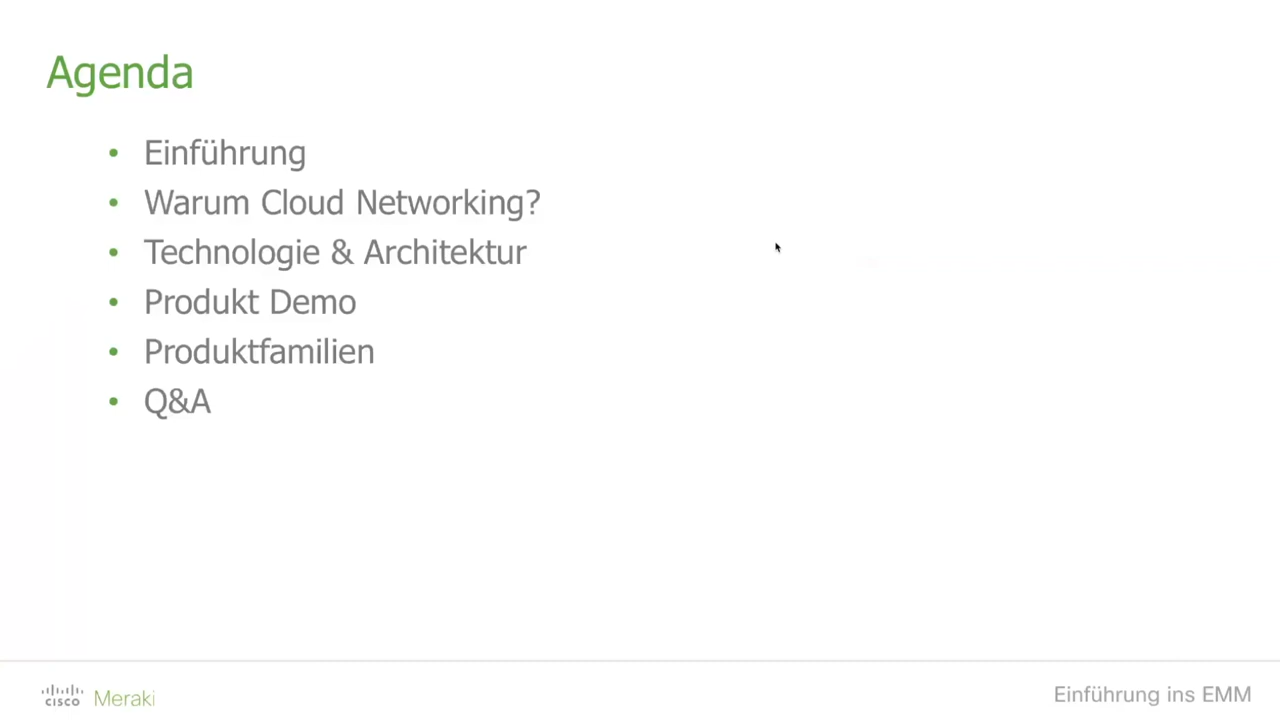 Agenda
• Einführung
• Warum Cloud Networking?
• Technologie & Architektur
• Produkt Demo
• Produktfamilien
• Q&A
CISCO Meraki
Einführung ins EMM